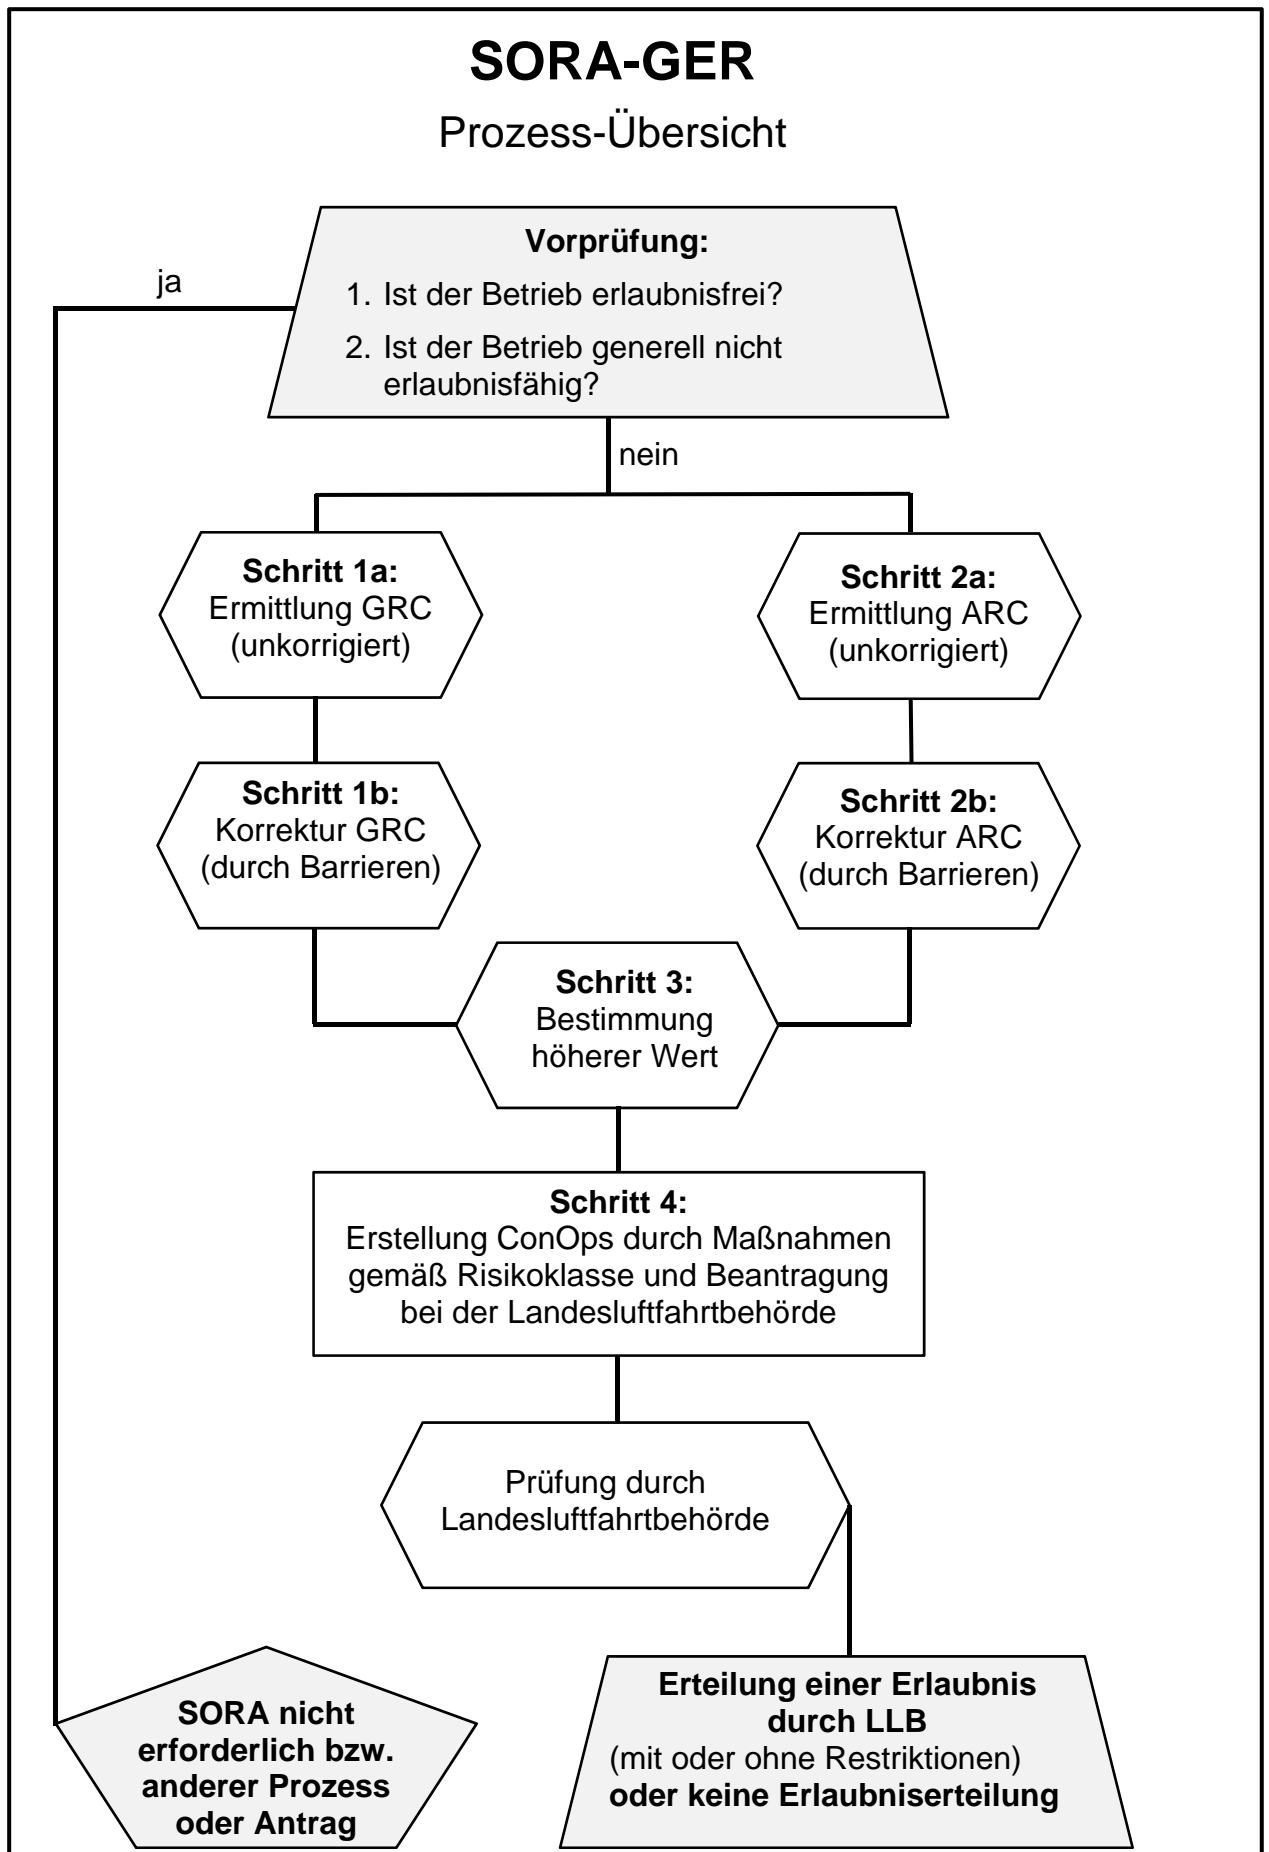 SORA-GER
Prozess-Übersicht
Vorprüfung:
ja
1. Ist der Betrieb erlaubnisfrei?
2. Ist der Betrieb generell nicht
erlaubnisfähig?
nein
Schritt 1a:
Ermittlung GRC
(unkorrigiert)
Schritt 2a:
Ermittlung ARC
(unkorrigiert)
Schritt 1b:
Korrektur GRC
(durch Barrieren)
Schritt 2b:
Korrektur ARC
(durch Barrieren)
Schritt 3:
Bestimmung
höherer Wert
Schritt 4:
Erstellung ConOps durch Maßnahmen
gemäß Risikoklasse und Beantragung
bei der Landesluftfahrtbehörde
Prüfung durch
Landesluftfahrtbehörde
SORA nicht
erforderlich bzw.
anderer Prozess
oder Antrag
Erteilung einer Erlaubnis
durch LLB
(mit oder ohne Restriktionen)
oder keine Erlaubniserteilung